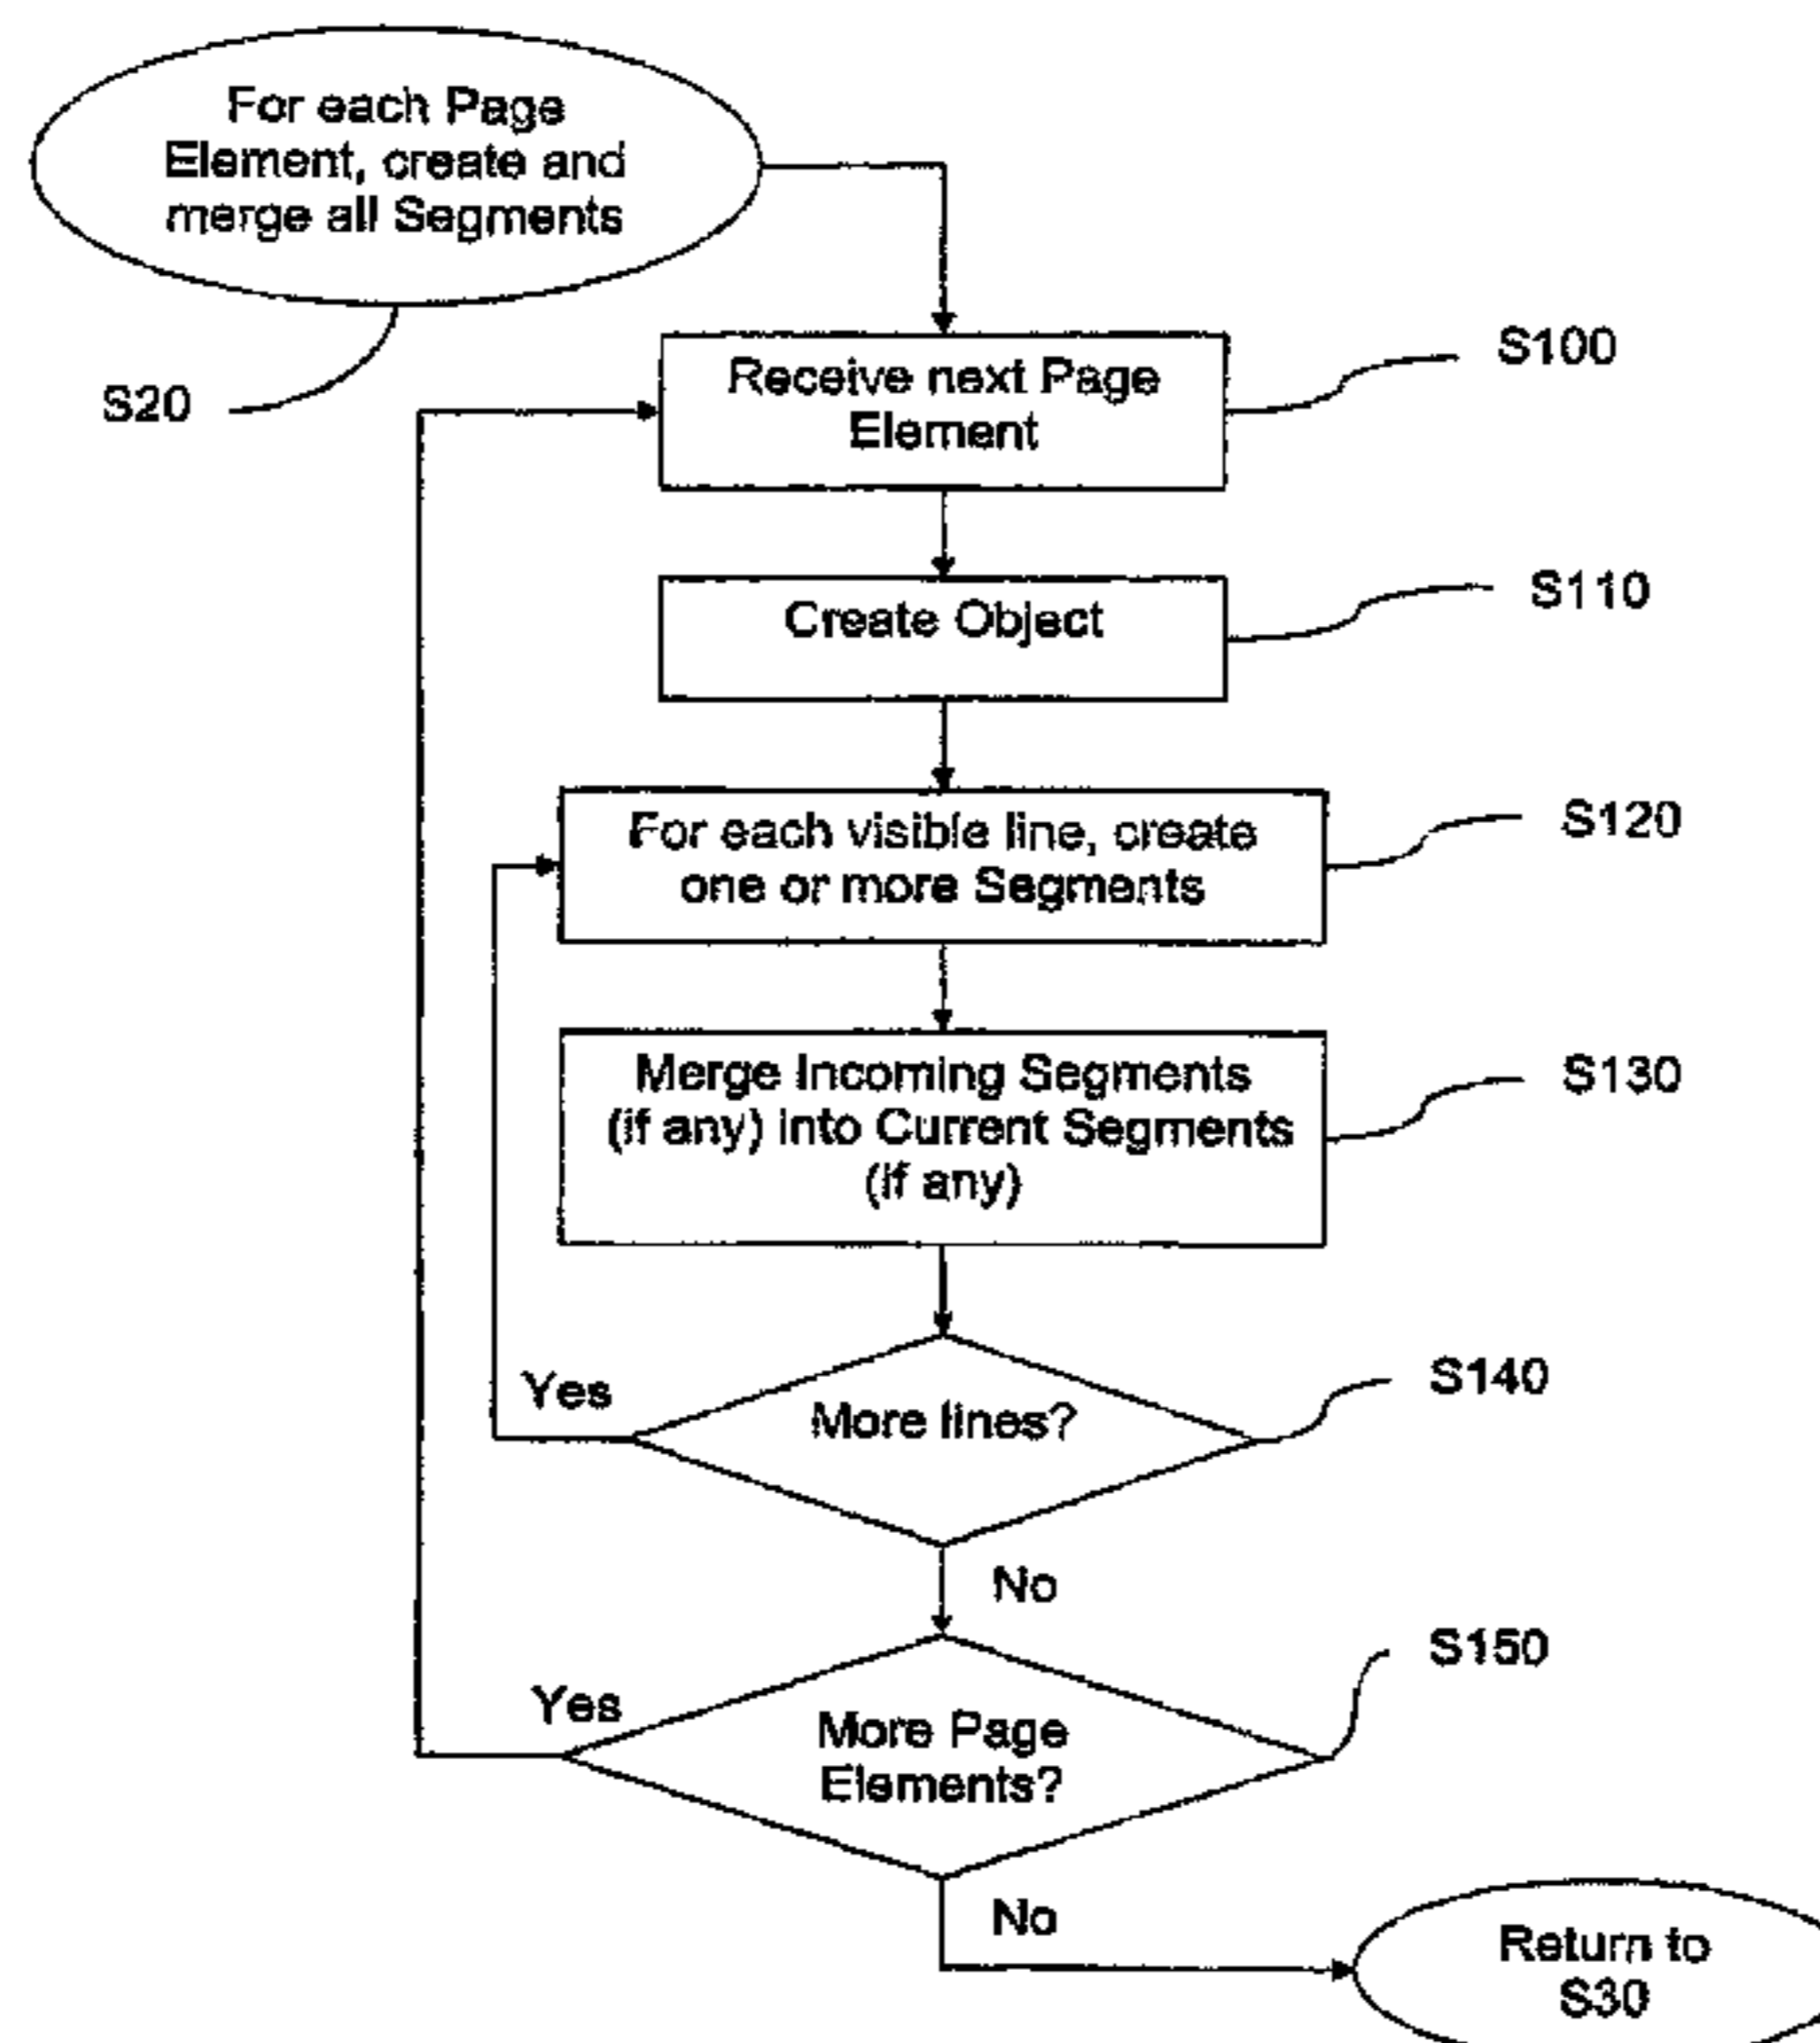 For each Page
Element, create and
merge all Segments
S20
Receive next Page
Element
S100
Create Object
S110
For each visible line, create
one or more Segments
S120
Merge Incoming Segments
(if any) into Current Segments
(if any)
S130
Yes
More lines?
S140
No
Yes
More Page
Elements?
S150
No
Return to
S30